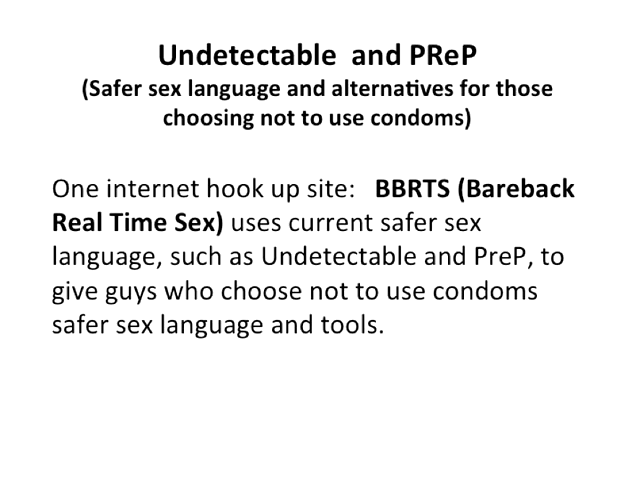 Undetectable and PReP
(Safer sex language and alternatives for those
choosing not to use condoms)
One internet hook up site: BBRTS (Bareback
Real Time Sex) uses current safer sex
language, such as Undetectable and PreP, to
give guys who choose not to use condoms
safer sex language and tools.